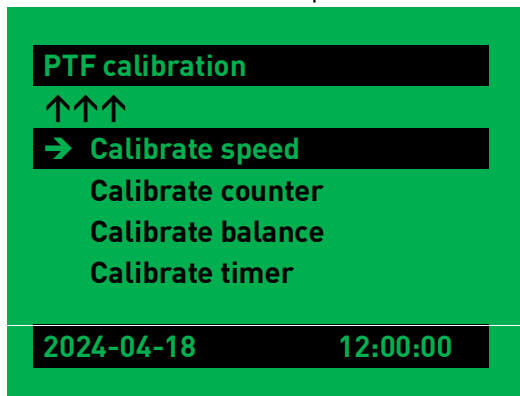 PTF calibration
↑↑↑
→ Calibrate speed
Calibrate counter
Calibrate balance
Calibrate timer
2024-04-18 12:00:00